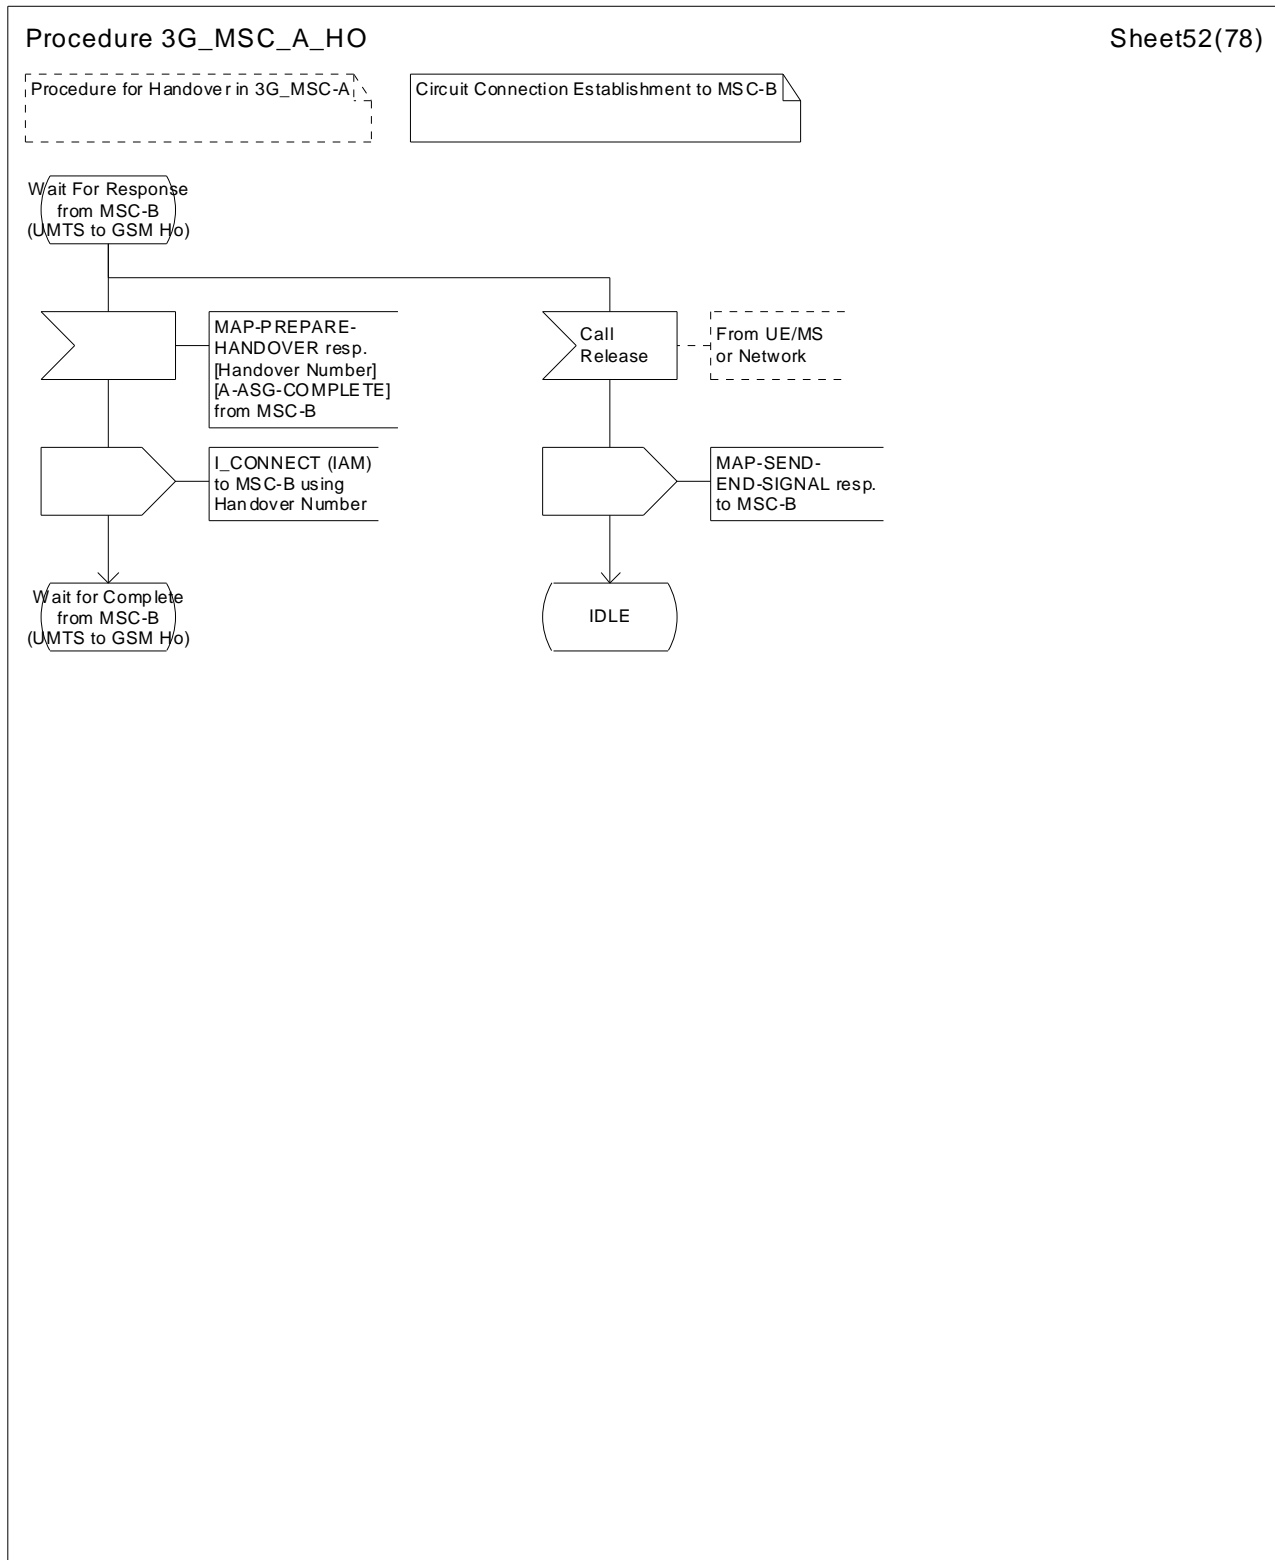 Procedure 3G_MSC_A_HO
Sheet52(78)
Procedure for Handover in 3G_MSC-A
Circuit Connection Establishment to MSC-B
Wait For Response
from MSC-B
(UMTS to GSM Ho)
MAP-PREPARE-
HANDOVER resp.
[Handover Number]
[A-ASG-COMPLETE]
from MSC-B
Call
Release
From UE/MS
or Network
I_CONNECT (IAM)
to MSC-B using
Handover Number
MAP-SEND-
END-SIGNAL resp.
to MSC-B
Wait for Complete
from MSC-B
(UMTS to GSM Ho)
IDLE